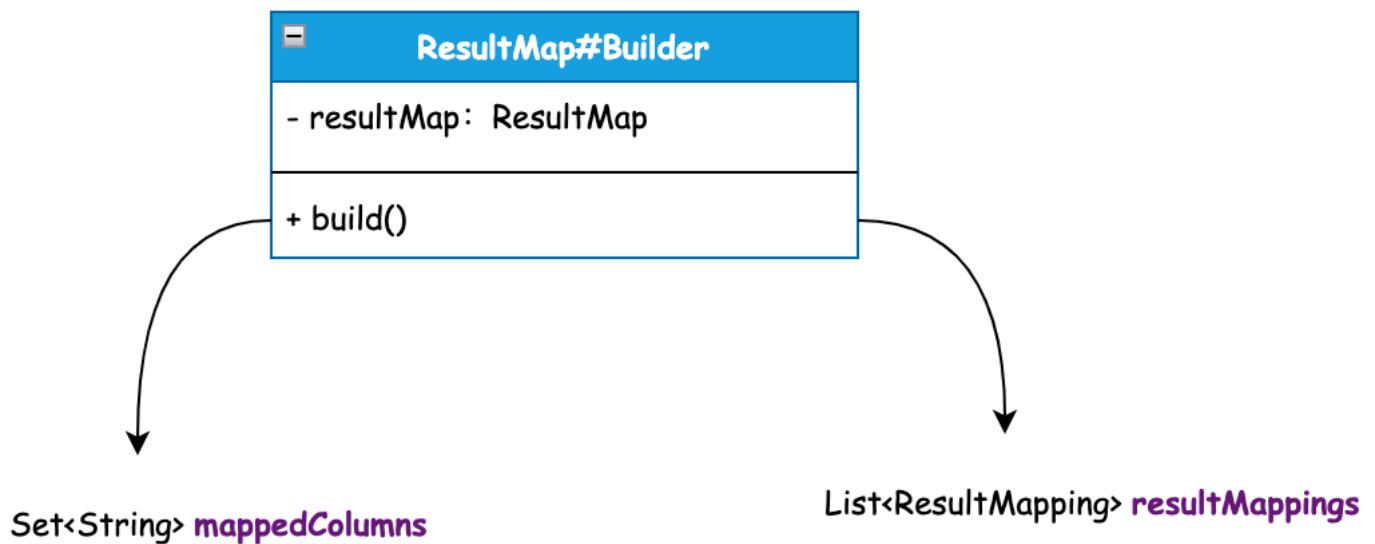 ResultMap#Builder
- resultMap： ResultMap
+ build()
List<ResultMapping> resultMappings
Set<String> mappedColumns